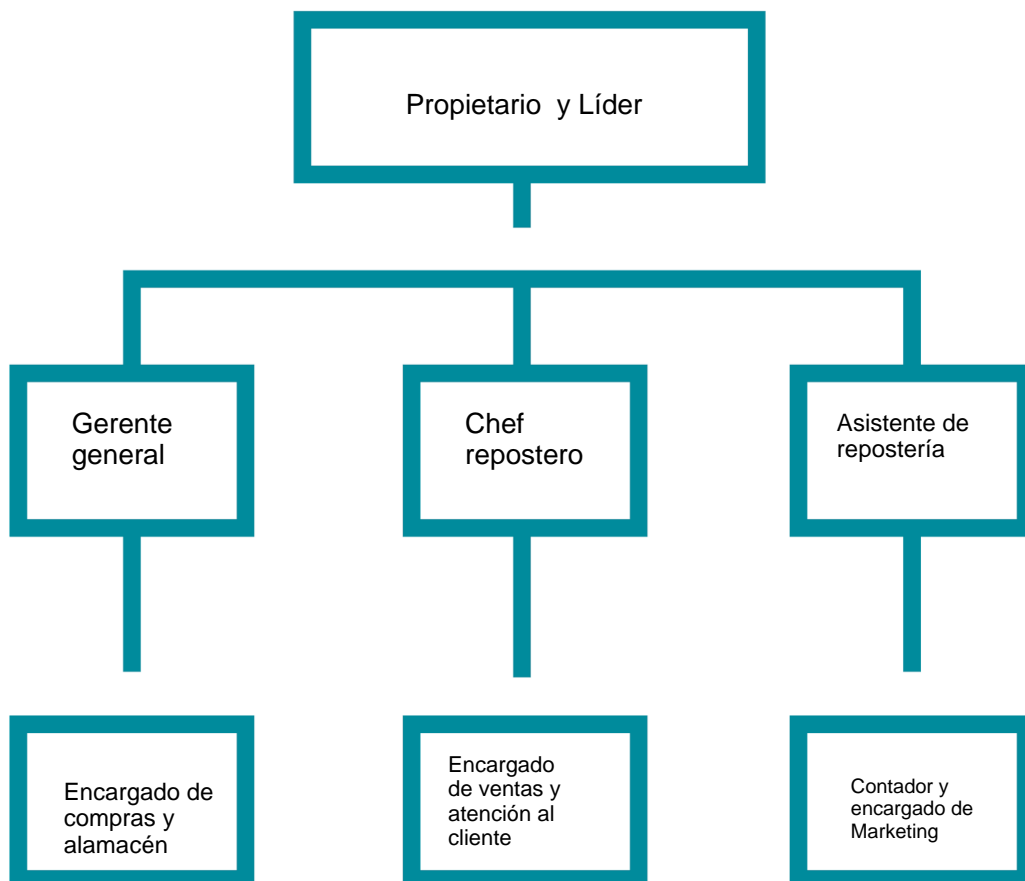 Propietario y Líder
Gerente
general
Chef
repostero
Asistente de
repostería
Encargado de
compras y
alamacén
Encargado
de ventas y
atención al
cliente
Contador y
encargado de
Marketing